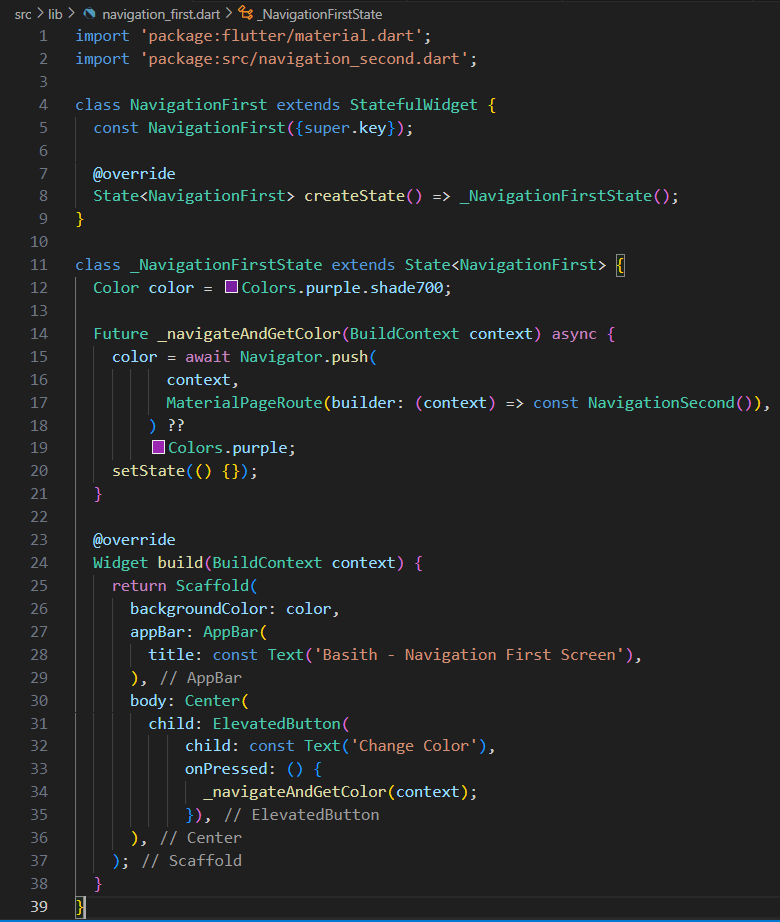 src > lib > navigation_first.dart > _NavigationFirstState
1 import 'package:flutter/material.dart';
2 import 'package:src/navigation_second.dart';
3
4 class NavigationFirst extends StatefulWidget {
5   const NavigationFirst({super.key});
6
7   @override
8   State<NavigationFirst> createState() => _NavigationFirstState();
9 }
10
11 class _NavigationFirstState extends State<NavigationFirst> {
12   Color color = Colors.purple.shade700;
13
14   Future _navigateAndGetColor(BuildContext context) async {
15     color = await Navigator.push(
16           context,
17           MaterialPageRoute(builder: (context) => const NavigationSecond()),
18         ) ??
19         Colors.purple;
20     setState(() {});
21   }
22
23   @override
24   Widget build(BuildContext context) {
25     return Scaffold(
26       backgroundColor: color,
27       appBar: AppBar(
28         title: const Text('Basith - Navigation First Screen'),
29       ), // AppBar
30       body: Center(
31         child: ElevatedButton(
32             child: const Text('Change Color'),
33             onPressed: () {
34               _navigateAndGetColor(context);
35             }), // ElevatedButton
36       ), // Center
37     ); // Scaffold
38   }
39 }